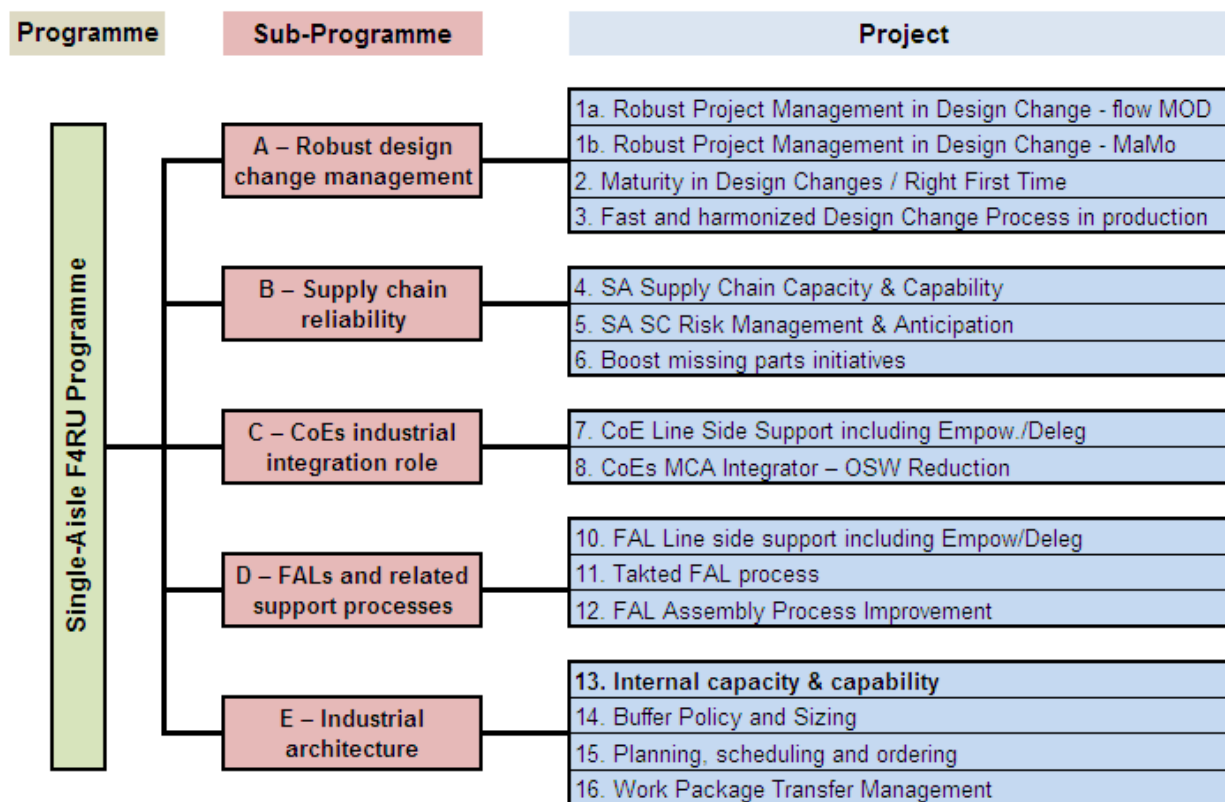 Programme
Sub-Programme
Project
Single-Aisle F4RU Programme
A – Robust design
change management
1a. Robust Project Management in Design Change - flow MOD
1b. Robust Project Management in Design Change - MaMo
2. Maturity in Design Changes / Right First Time
3. Fast and harmonized Design Change Process in production
B – Supply chain
reliability
4. SA Supply Chain Capacity & Capability
5. SA SC Risk Management & Anticipation
6. Boost missing parts initiatives
C – CoEs industrial
integration role
7. CoE Line Side Support including Empow./Deleg
8. CoEs MCA Integrator – OSW Reduction
D – FALs and related
support processes
10. FAL Line side support including Empow/Deleg
11. Takted FAL process
12. FAL Assembly Process Improvement
E – Industrial
architecture
13. Internal capacity & capability
14. Buffer Policy and Sizing
15. Planning, scheduling and ordering
16. Work Package Transfer Management